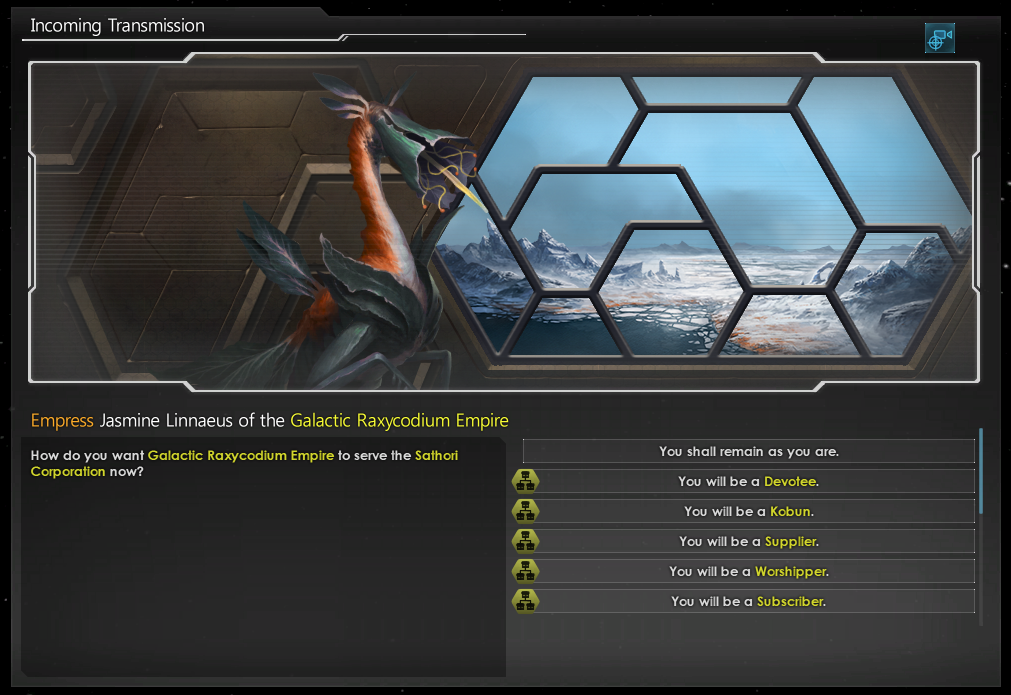 Incoming Transmission
Empress Jasmine Linnaeus of the Galactic Raxycodium Empire
How do you want Galactic Raxycodium Empire to serve the Sathori
Corporation now?
You shall remain as you are.
You will be a Devotee.
You will be a Kobun.
You will be a Supplier.
You will be a Worshipper.
You will be a Subscriber.